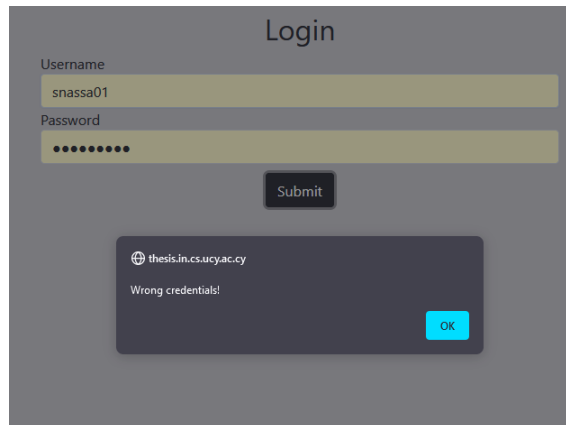 Login
Username
snassa01
Password
●●●●●●●●●
Submit
thesis.in.cs.ucy.ac.cy
Wrong credentials!
OK